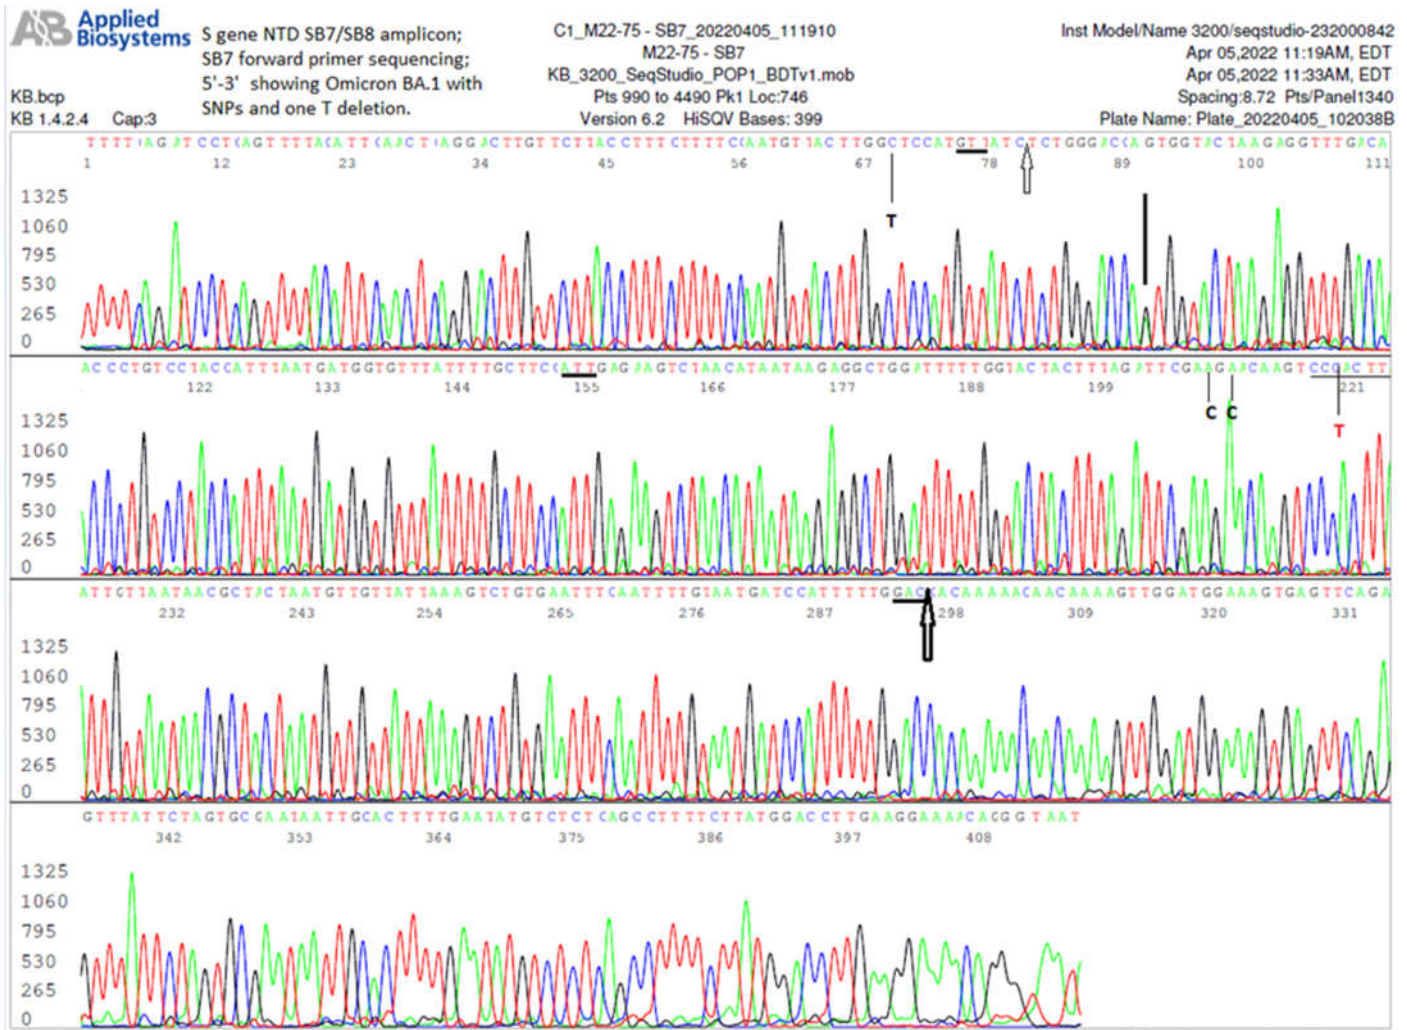 AB Applied Biosystems
S gene NTD SB7/SB8 amplicon;
SB7 forward primer sequencing;
5'-3' showing Omicron BA.1 with
SNPs and one T deletion.
KB.bcp
KB 1.4.2.4 Cap:3
C1_M22-75 - SB7_20220405_111910
M22-75 - SB7
KB_3200_SeqStudio_POP1_BDTv1.mob
Pts 990 to 4490 Pk1 Loc:746
Version 6.2 HiSQV Bases: 399
Inst Model/Name 3200/seqstudio-232000842
Apr 05,2022 11:19AM, EDT
Apr 05,2022 11:33AM, EDT
Spacing:8.72 Pts/Panel1340
Plate Name: Plate_20220405_102038B
1 12 23 34 45 56 67 78 89 100 111
T
1325
1060
795
530
265
0
ACCCTGTCCTACCATTTAATGATGGTGTTTATTTTGCTTCCATTGAGAAGTCTAACATAATAAGAGGCTGGATTTTTGGTACTACTTTAGATTCGAAGAACAAGTCCCGACTT
122 133 144 155 166 177 188 199 221
C C T
1325
1060
795
530
265
0
ATTGTTAATAACGCTACTAATGTTGTTATTAAAGTCTGTGAATTTCAATTTTGTAATGATCCATTTTTGGACCACAAAAACAACAAAAGTTGGATGGAAAGTGAGTTCAGA
232 243 254 265 276 287 298 309 320 331
1325
1060
795
530
265
0
GTTTATTCTAGTGCGAATAATTGCACTTTTGAATATGTCTCTCAGCCTTTTCTTATGGACCTTGAAGGAAAACAGGGTAAT
342 353 364 375 386 397 408
1325
1060
795
530
265
0